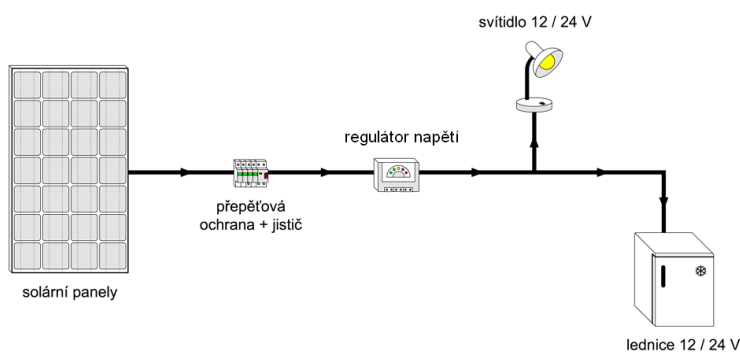 svítidlo 12 / 24 V
regulátor napětí
přepěťová
ochrana + jistič
solární panely
lednice 12 / 24 V